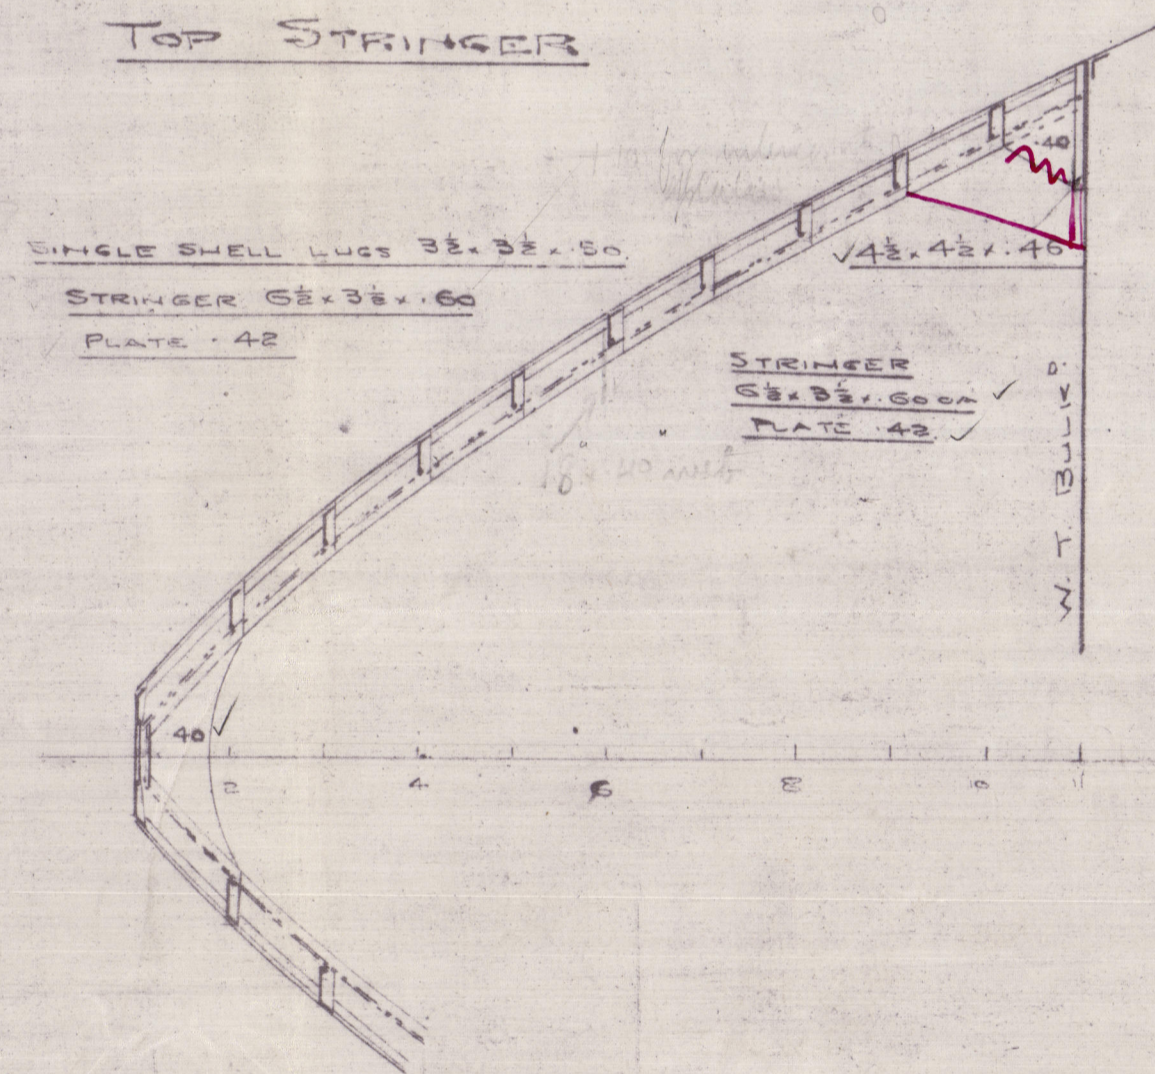 TOP STRINGER
.40
SINGLE SHELL LUGS 3½ x 3½ x .50
✓4½ x 4½ x .46
STRINGER 6½ x 3½ x .60
PLATE .42
STRINGER
6½ x 3½ x .60 ✓
PLATE .42 ✓
W. T. BULKD.
40 ✓
2 4 6 8 10 11